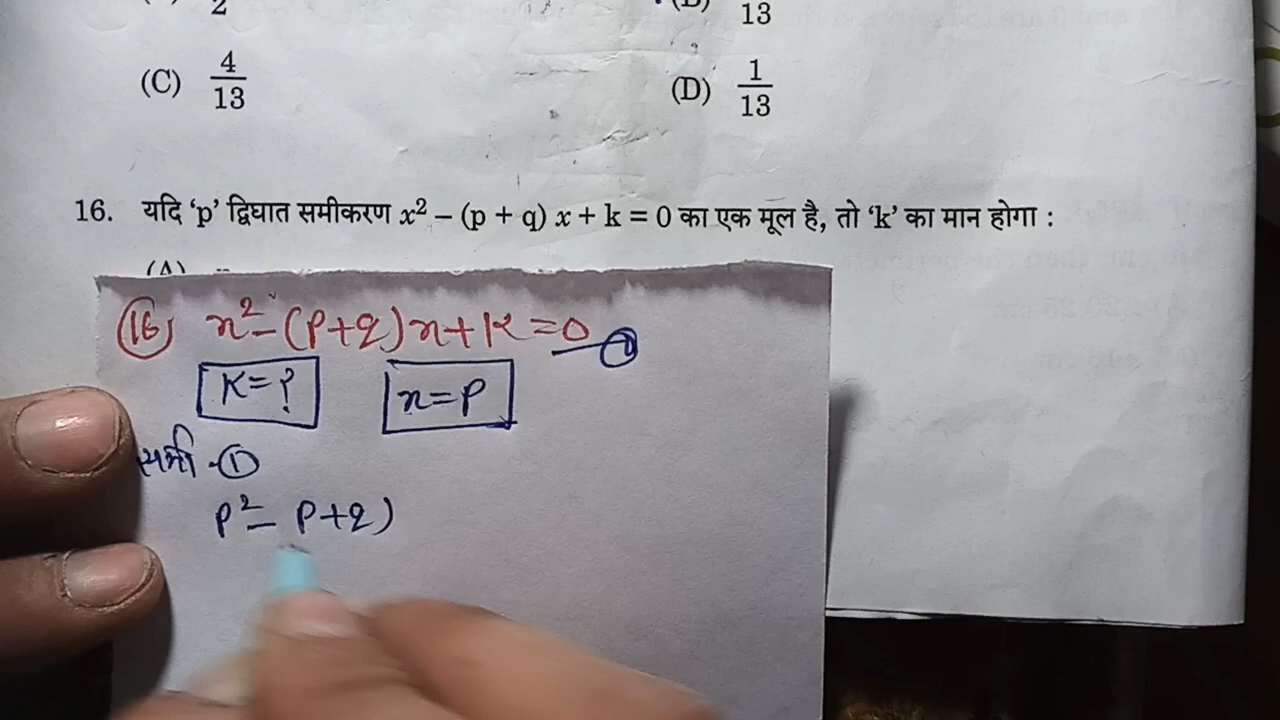 2
13
(C) 4/13
(D) 1/13
16. यदि 'p' द्विघात समीकरण x² – (p + q) x + k = 0 का एक मूल है, तो 'k' का मान होगा :
(A)
(16) x² – (P+q)x+K=0 —(1)
K=? x=P
समी -(1)
P² – P+q)